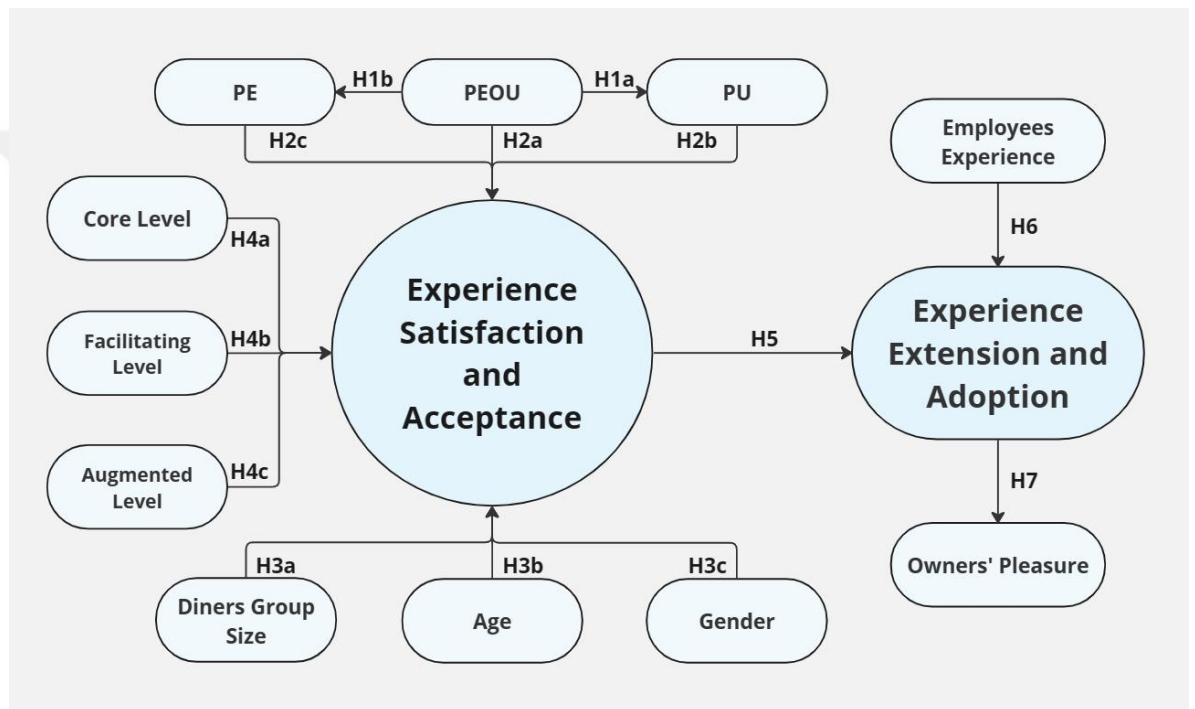 PE
H1b
PEOU
H1a
PU
H2c
H2a
H2b
Employees
Experience
H6
Core Level
H4a
Facilitating
Level
H4b
Augmented
Level
H4c
Experience
Satisfaction
and
Acceptance
H5
Experience
Extension and
Adoption
H7
Owners' Pleasure
H3a
H3b
H3c
Diners Group
Size
Age
Gender